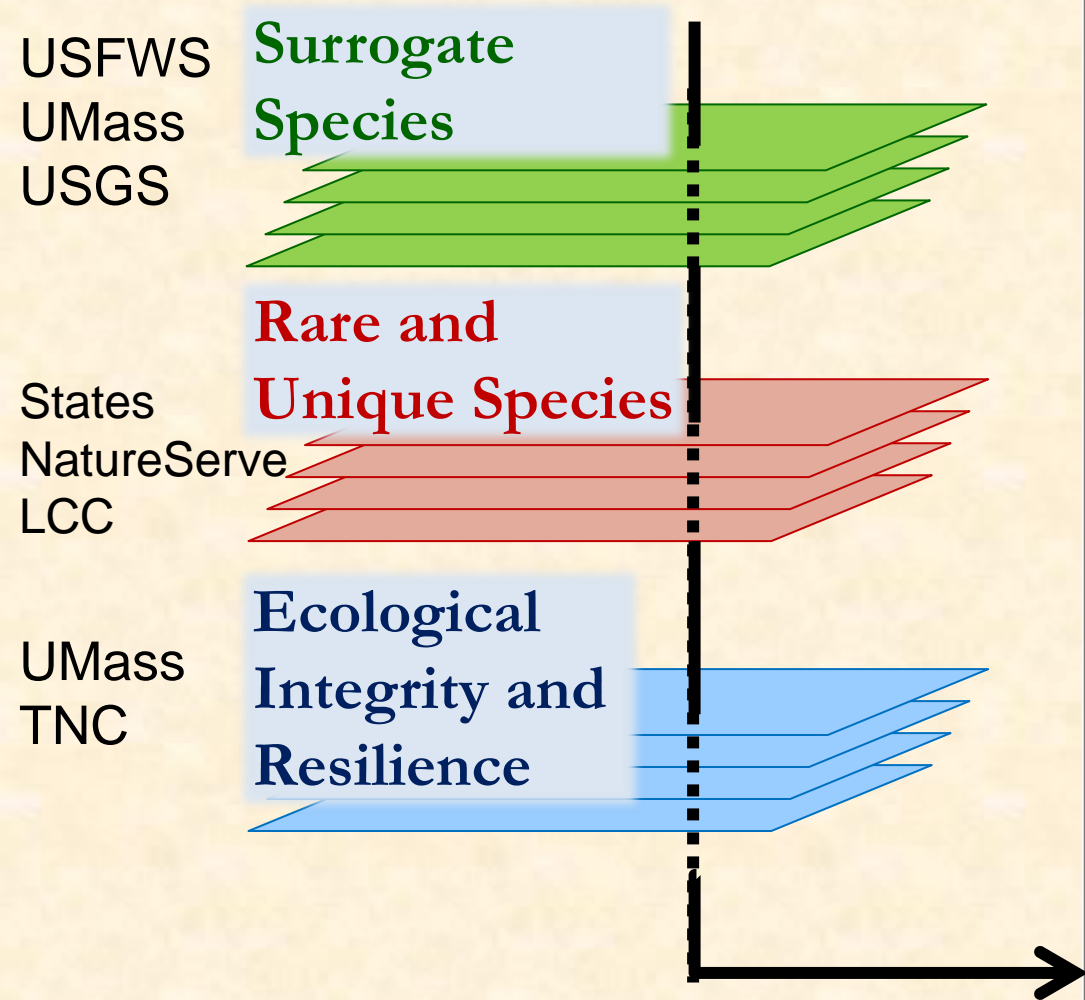 USFWS
UMass
USGS
Surrogate
Species
States
NatureServe
LCC
Rare and
Unique Species
UMass
TNC
Ecological
Integrity and
Resilience